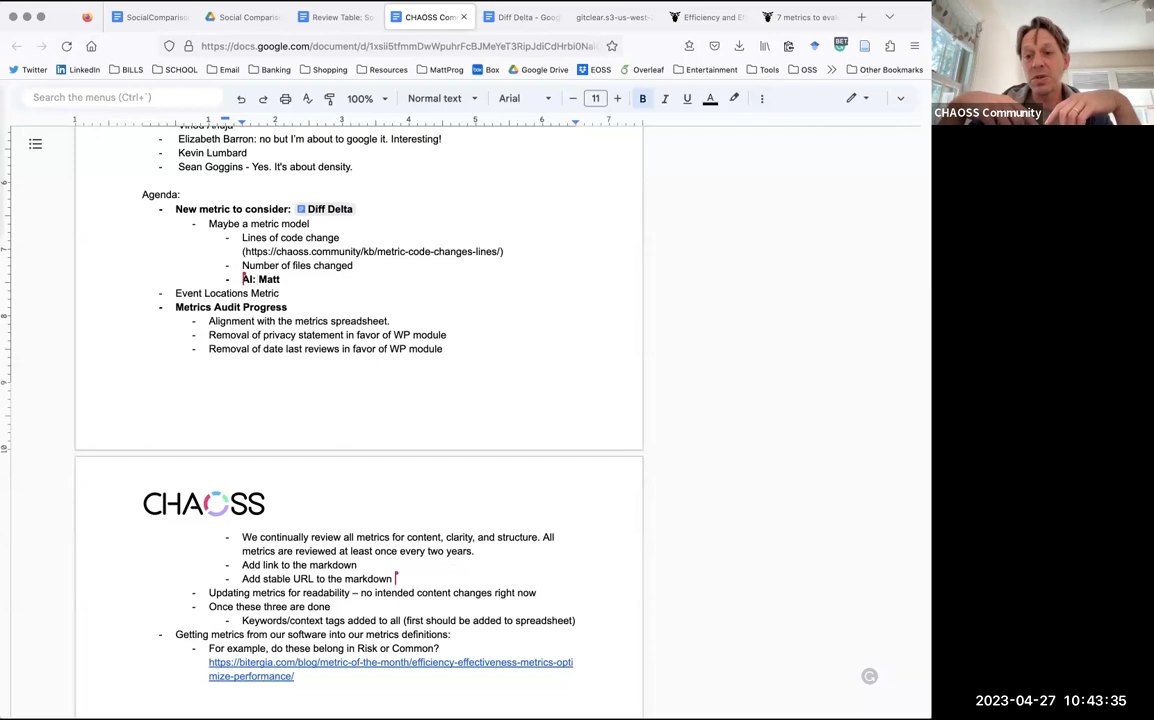 SocialComparis
Social Comparis
Review Table: So
CHAOSS Com
Diff Delta - Goog
gitclear.s3-us-west-
Efficiency and E
7 metrics to eval
https://docs.google.com/document/d/1xsii5tfmmDwWpuhrFcBJMeYeT3RipJdiCdHrbi0Nal
BET
Twitter
LinkedIn
BILLS
SCHOOL
Email
Banking
Shopping
Resources
MattProg
Box
Google Drive
EOSS
Overleaf
Entertainment
Tools
OSS
Other Bookmarks
Search the menus (Ctrl+`)
100%
Normal text
Arial
11
B
I
U
A
CHAOSS Community
1 1 2 3 4 5 6 7
Elizabeth Barron: no but I'm about to google it. Interesting!
Kevin Lumbard
Sean Goggins - Yes. It's about density.
Agenda:
New metric to consider: Diff Delta
Maybe a metric model
Lines of code change
(https://chaoss.community/kb/metric-code-changes-lines/)
Number of files changed
AI: Matt
Event Locations Metric
Metrics Audit Progress
Alignment with the metrics spreadsheet.
Removal of privacy statement in favor of WP module
Removal of date last reviews in favor of WP module
CHAOSS
We continually review all metrics for content, clarity, and structure. All
metrics are reviewed at least once every two years.
Add link to the markdown
Add stable URL to the markdown
Updating metrics for readability – no intended content changes right now
Once these three are done
Keywords/context tags added to all (first should be added to spreadsheet)
Getting metrics from our software into our metrics definitions:
For example, do these belong in Risk or Common?
https://bitergia.com/blog/metric-of-the-month/efficiency-effectiveness-metrics-opti
mize-performance/
2023-04-27 10:43:35